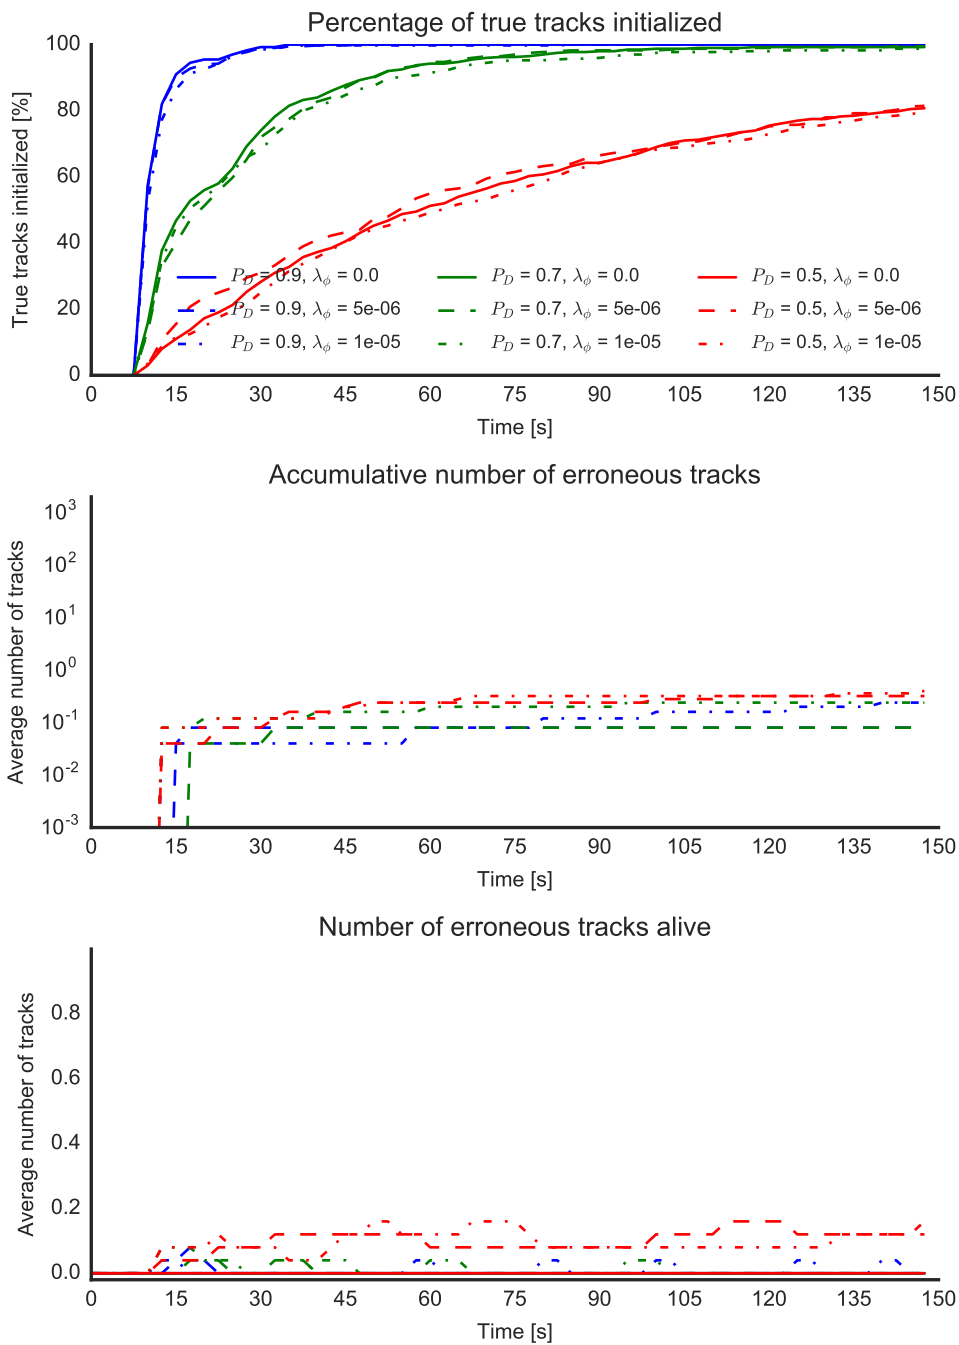 Percentage of true tracks initialized
True tracks initialized [%]
100
80
60
40
20
0
P_D = 0.9, λ_ϕ = 0.0
P_D = 0.7, λ_ϕ = 0.0
P_D = 0.5, λ_ϕ = 0.0
P_D = 0.9, λ_ϕ = 5e-06
P_D = 0.7, λ_ϕ = 5e-06
P_D = 0.5, λ_ϕ = 5e-06
P_D = 0.9, λ_ϕ = 1e-05
P_D = 0.7, λ_ϕ = 1e-05
P_D = 0.5, λ_ϕ = 1e-05
0 15 30 45 60 75 90 105 120 135 150
Time [s]
Accumulative number of erroneous tracks
Average number of tracks
10^3
10^2
10^1
10^0
10^-1
10^-2
10^-3
0 15 30 45 60 75 90 105 120 135 150
Time [s]
Number of erroneous tracks alive
Average number of tracks
0.8
0.6
0.4
0.2
0.0
0 15 30 45 60 75 90 105 120 135 150
Time [s]